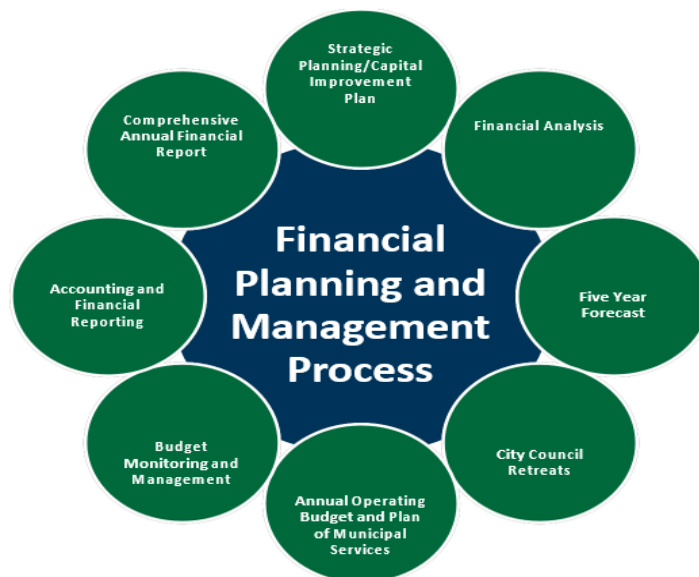 Strategic
Planning/Capital
Improvement
Plan
Financial Analysis
Five Year
Forecast
City Council
Retreats
Annual Operating
Budget and Plan
of Municipal
Services
Budget
Monitoring and
Management
Accounting and
Financial
Reporting
Comprehensive
Annual Financial
Report
Financial
Planning and
Management
Process